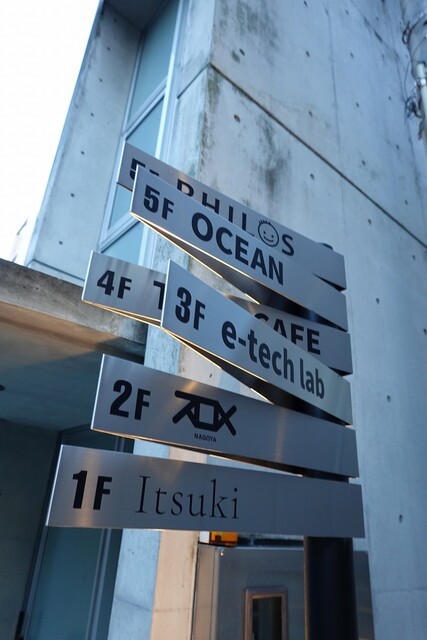 PHILOS
5F OCEAN
4F CAFE
3F e-tech lab
2F
NAGOYA
1F Itsuki